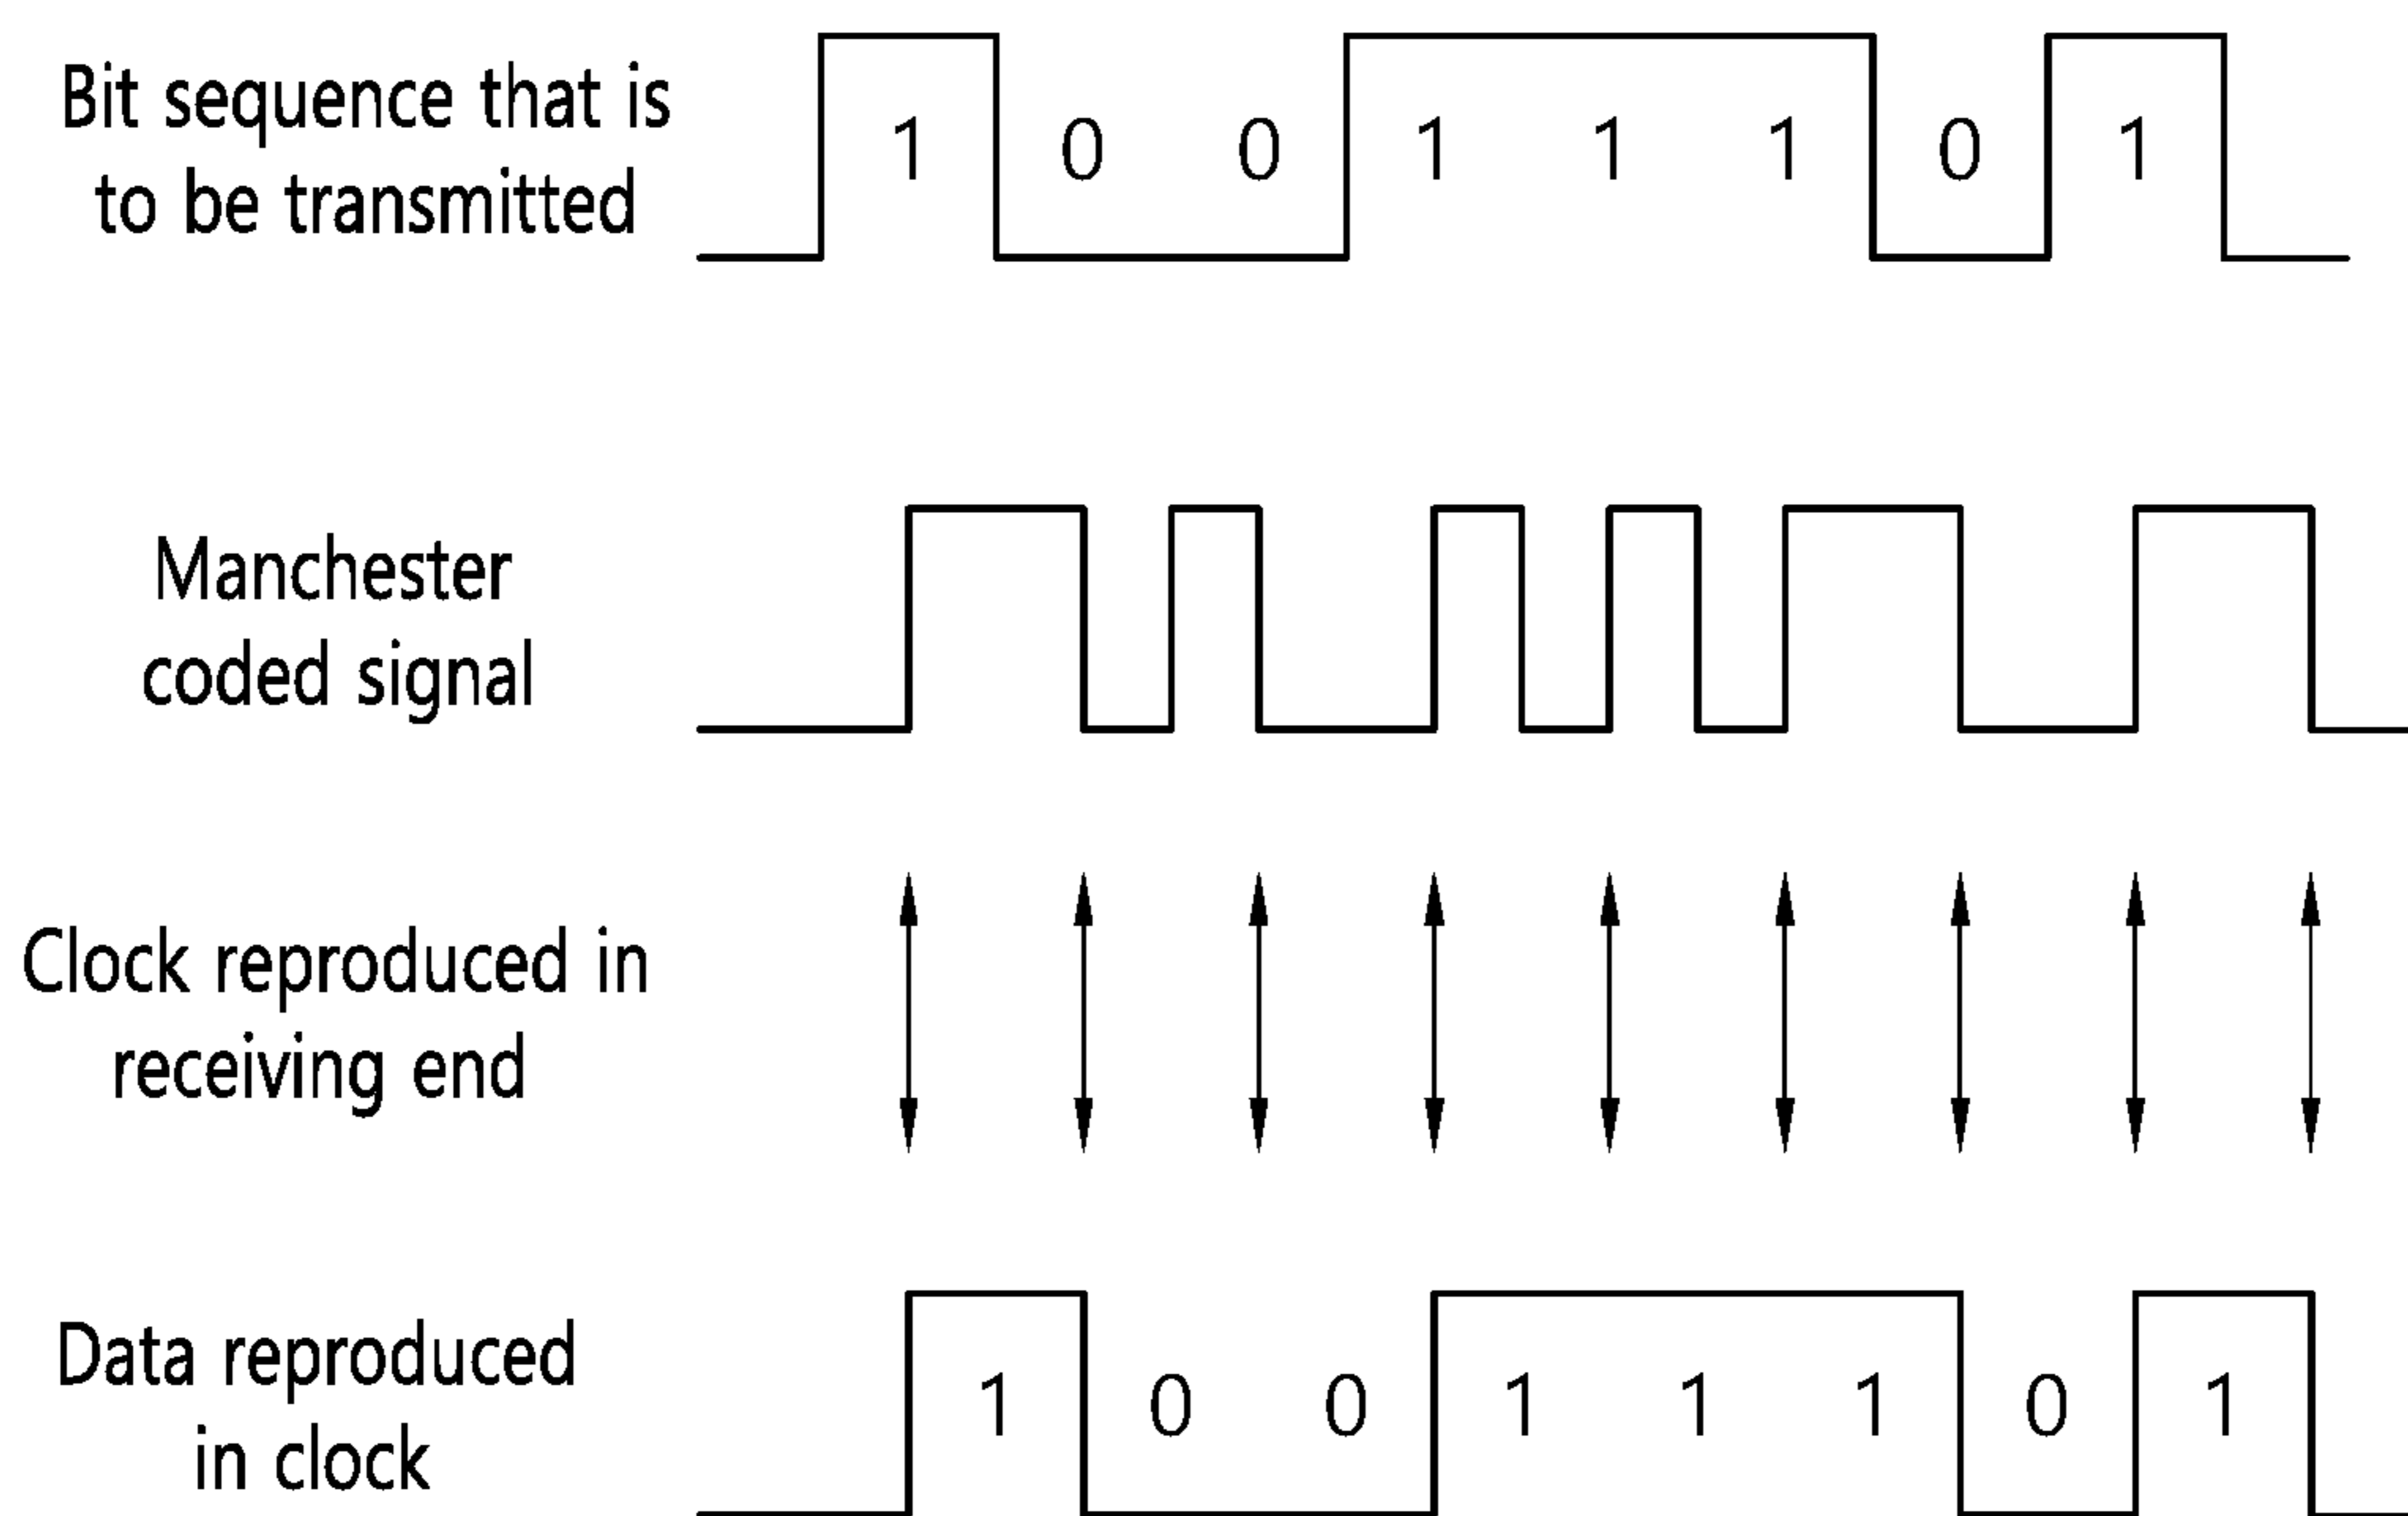 Bit sequence that is
to be transmitted
1 0 0 1 1 1 0 1
Manchester
coded signal
Clock reproduced in
receiving end
Data reproduced
in clock
1 0 0 1 1 1 0 1